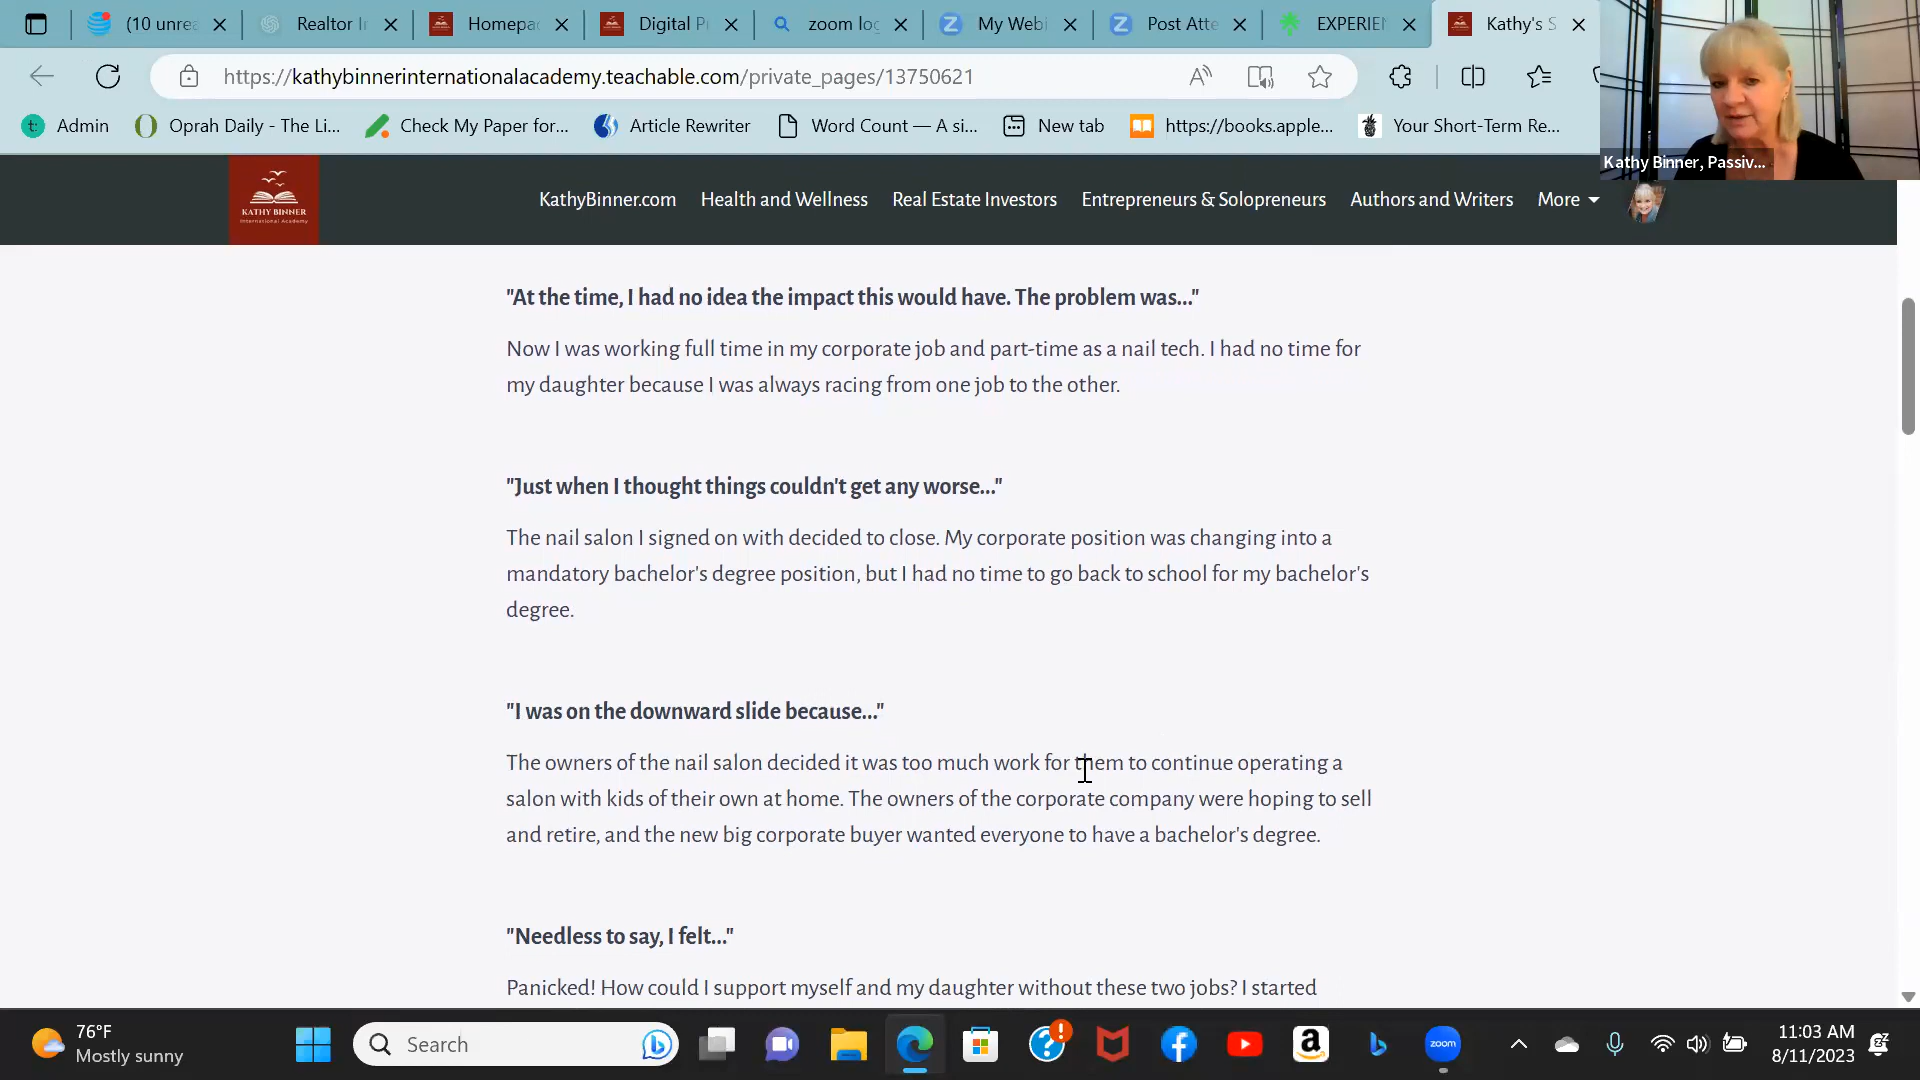 (10 unrea
Realtor I
Homepa
Digital P
zoom log
My Webi
Post Atte
EXPERIEN
Kathy's S
https://kathybinnerinternationalacademy.teachable.com/private_pages/13750621
Admin
Oprah Daily - The Li...
Check My Paper for...
Article Rewriter
Word Count — A si...
New tab
https://books.apple...
Your Short-Term Re...
Kathy Binner, Passiv...
KATHY BINNER
International Academy
KathyBinner.com
Health and Wellness
Real Estate Investors
Entrepreneurs & Solopreneurs
Authors and Writers
More
"At the time, I had no idea the impact this would have. The problem was..."
Now I was working full time in my corporate job and part-time as a nail tech. I had no time for
my daughter because I was always racing from one job to the other.
"Just when I thought things couldn't get any worse..."
The nail salon I signed on with decided to close. My corporate position was changing into a
mandatory bachelor's degree position, but I had no time to go back to school for my bachelor's
degree.
"I was on the downward slide because..."
The owners of the nail salon decided it was too much work for them to continue operating a
salon with kids of their own at home. The owners of the corporate company were hoping to sell
and retire, and the new big corporate buyer wanted everyone to have a bachelor's degree.
"Needless to say, I felt..."
Panicked! How could I support myself and my daughter without these two jobs? I started
76°F
Mostly sunny
Search
zoom
11:03 AM
8/11/2023